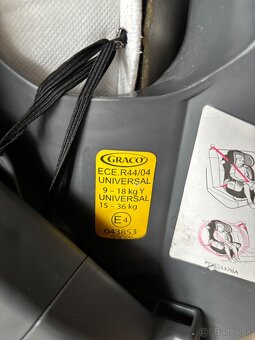 GRACO
ECE.R44/04
UNIVERSAL
9 - 18 kg Y
UNIVERSAL
15 - 36 kg
E4
043853
bazos.sk